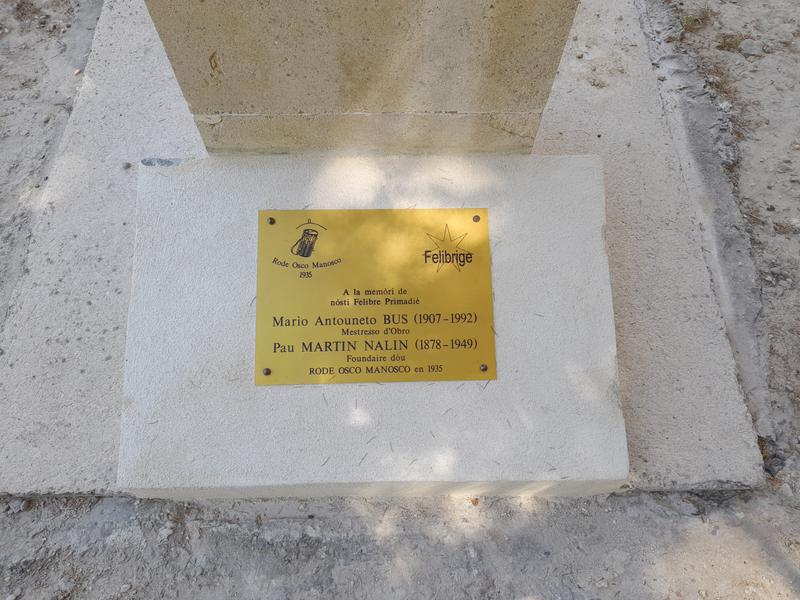 Rode Osco Manosco
1935
Felibrige
A la memòri de
nòsti Felibre Primadié
Mario Antouneto BUS (1907-1992)
Mestresso d'Obro
Pau MARTIN NALIN (1878-1949)
Foundaire dóu
RODE OSCO MANOSCO en 1935